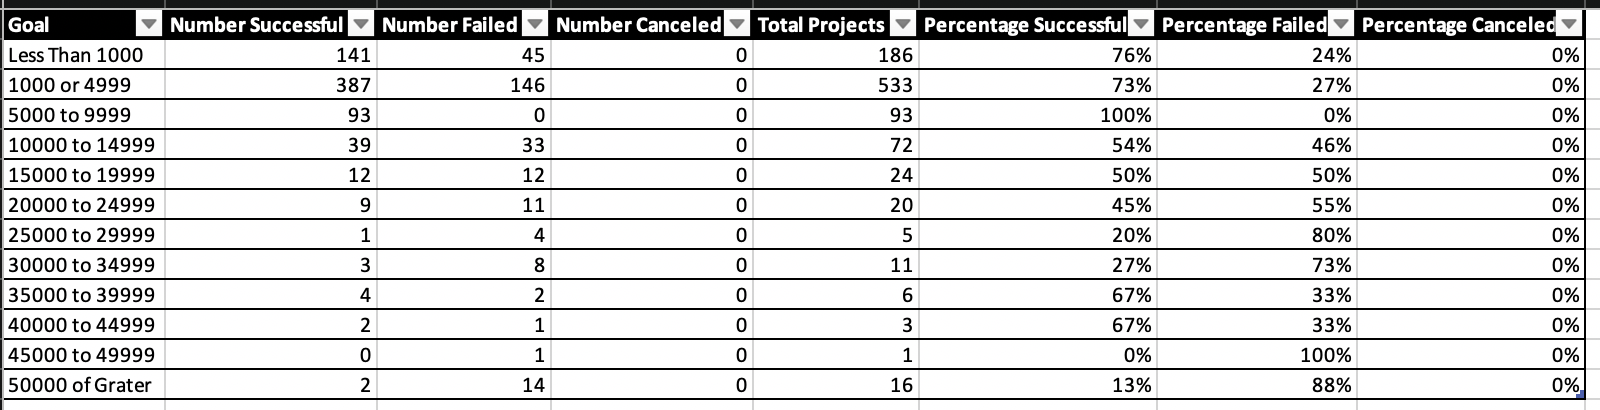 Goal Number Successful Number Failed Number Canceled Total Projects Percentage Successful Percentage Failed Percentage Canceled
Less Than 1000 141 45 0 186 76% 24% 0%
1000 or 4999 387 146 0 533 73% 27% 0%
5000 to 9999 93 0 0 93 100% 0% 0%
10000 to 14999 39 33 0 72 54% 46% 0%
15000 to 19999 12 12 0 24 50% 50% 0%
20000 to 24999 9 11 0 20 45% 55% 0%
25000 to 29999 1 4 0 5 20% 80% 0%
30000 to 34999 3 8 0 11 27% 73% 0%
35000 to 39999 4 2 0 6 67% 33% 0%
40000 to 44999 2 1 0 3 67% 33% 0%
45000 to 49999 0 1 0 1 0% 100% 0%
50000 of Grater 2 14 0 16 13% 88% 0%